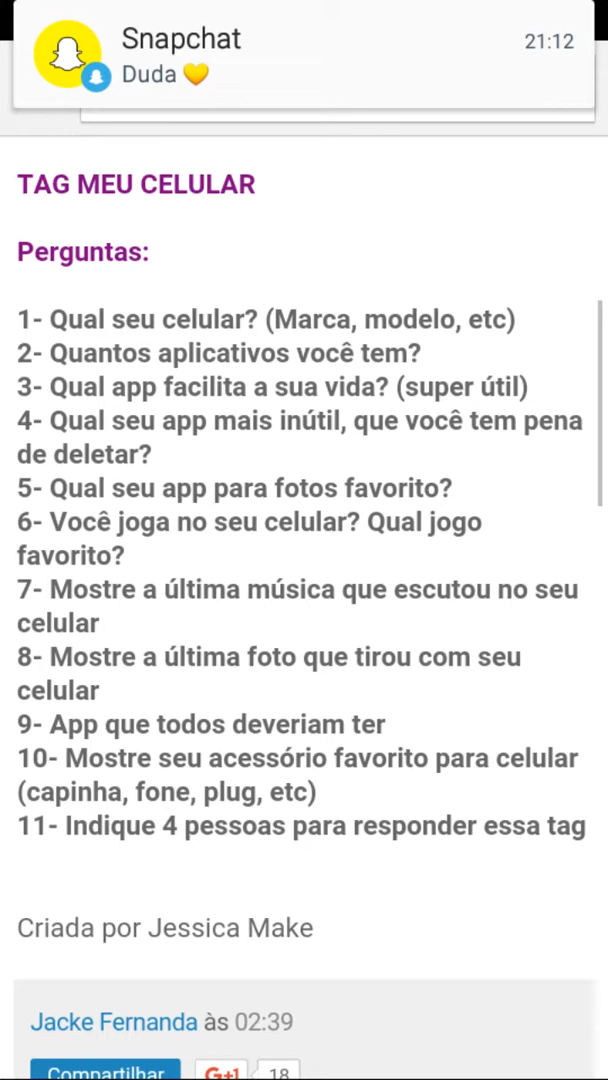 Snapchat
21:12
Duda 💛
TAG MEU CELULAR
Perguntas:
1- Qual seu celular? (Marca, modelo, etc)
2- Quantos aplicativos você tem?
3- Qual app facilita a sua vida? (super útil)
4- Qual seu app mais inútil, que você tem pena
de deletar?
5- Qual seu app para fotos favorito?
6- Você joga no seu celular? Qual jogo
favorito?
7- Mostre a última música que escutou no seu
celular
8- Mostre a última foto que tirou com seu
celular
9- App que todos deveriam ter
10- Mostre seu acessório favorito para celular
(capinha, fone, plug, etc)
11- Indique 4 pessoas para responder essa tag
Criada por Jessica Make
Jacke Fernanda às 02:39
Compartilhar G+1 18